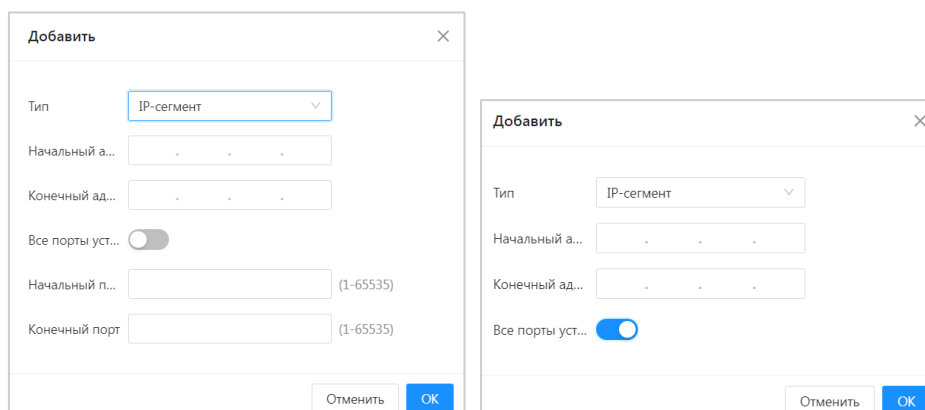 Добавить
Тип IP-сегмент
Начальный а... . . .
Конечный ад... . . .
Все порты уст...
Начальный п... (1-65535)
Конечный порт (1-65535)
Отменить OK
Добавить
Тип IP-сегмент
Начальный а... . . .
Конечный ад... . . .
Все порты уст...
Отменить OK